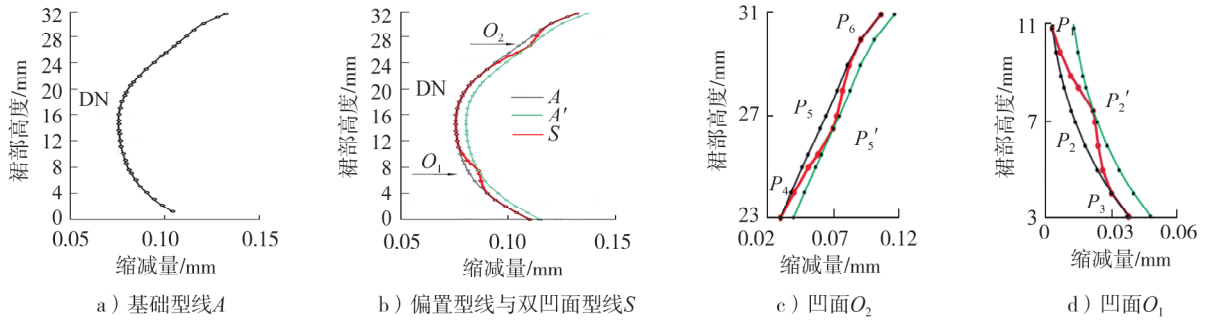 32
28
24
20
16
12
8
4
0
裙部高度/mm
DN
0.05
0.10
0.15
缩减量/mm
a）基础型线A
32
28
24
20
16
12
8
4
0
裙部高度/mm
DN
O₂
O₁
A
A′
S
0.05
0.10
0.15
缩减量/mm
b）偏置型线与双凹面型线S
31
27
23
裙部高度/mm
P₆
P₅
P₅′
P₄
0.02
0.07
0.12
缩减量/mm
c）凹面O₂
11
7
3
裙部高度/mm
P₁
P₂′
P₂
P₃
0
0.03
0.06
缩减量/mm
d）凹面O₁